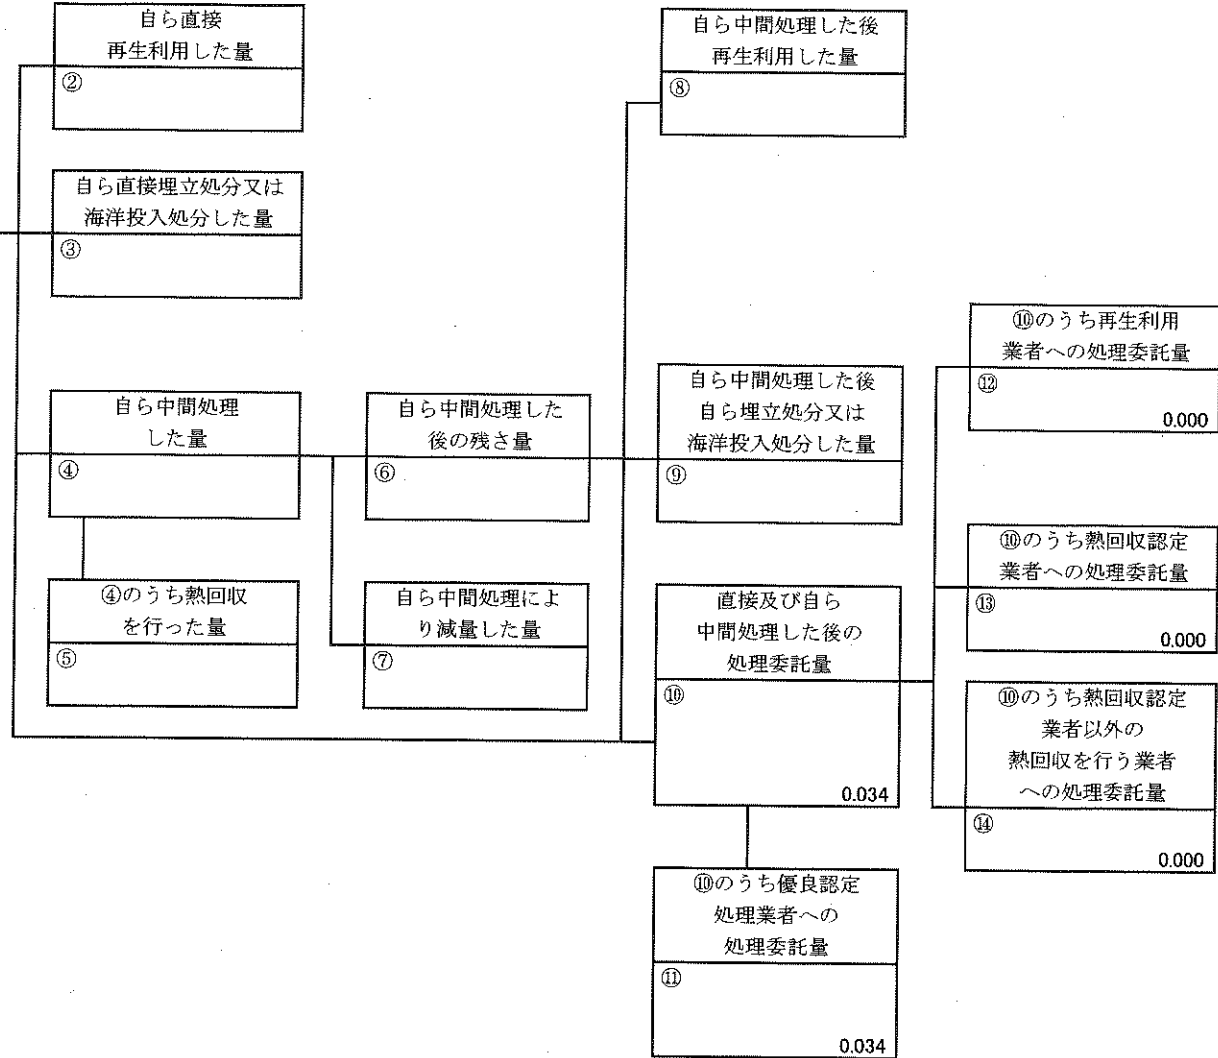 自ら直接
再生利用した量
②
自ら直接埋立処分又は
海洋投入処分した量
③
自ら中間処理
した量
④
④のうち熱回収
を行った量
⑤
自ら中間処理した
後の残さ量
⑥
自ら中間処理によ
り減量した量
⑦
自ら中間処理した後
再生利用した量
⑧
自ら中間処理した後
自ら埋立処分又は
海洋投入処分した量
⑨
直接及び自ら
中間処理した後の
処理委託量
⑩
0.034
⑩のうち優良認定
処理業者への
処理委託量
⑪
0.034
⑩のうち再生利用
業者への処理委託量
⑫
0.000
⑩のうち熱回収認定
業者への処理委託量
⑬
0.000
⑩のうち熱回収認定
業者以外の
熱回収を行う業者
への処理委託量
⑭
0.000